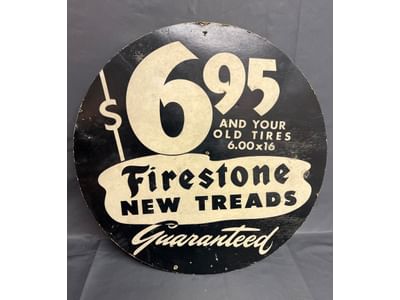 $6.95
AND YOUR
OLD TIRES
6.00x16
Firestone
NEW TREADS
Guaranteed